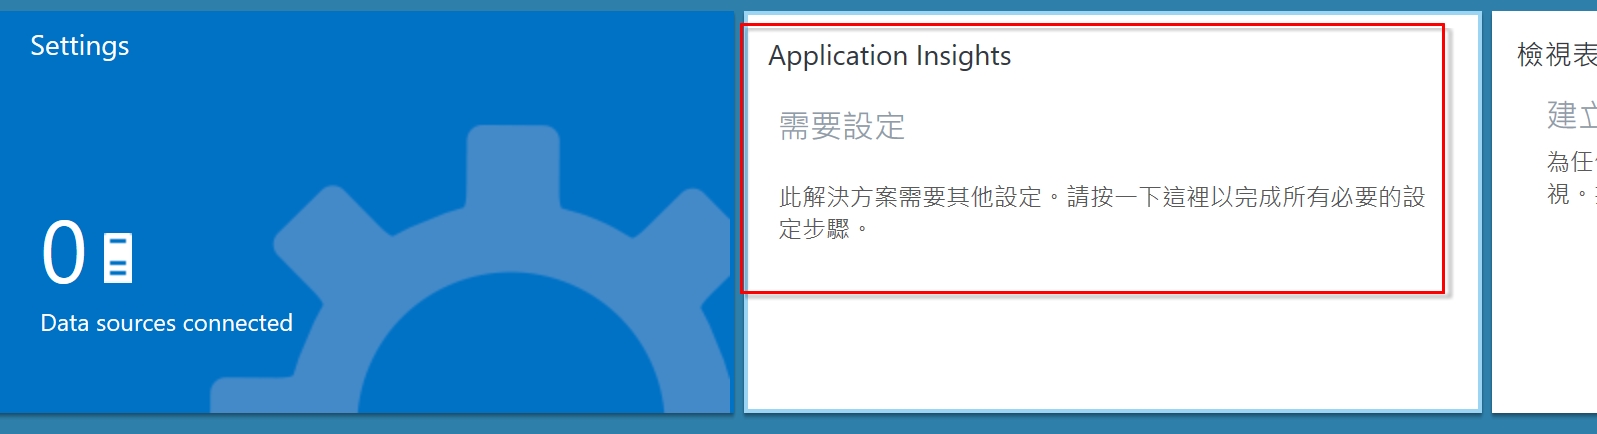 Settings
0
Data sources connected
Application Insights
需要設定
此解決方案需要其他設定。請按一下這裡以完成所有必要的設
定步驟。
檢視表
建立
為任
視。